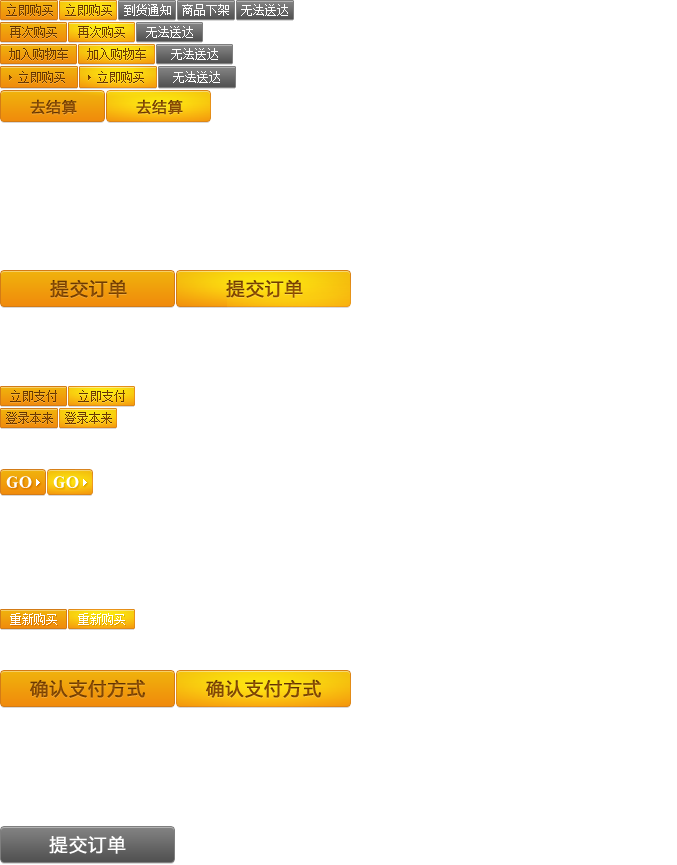 立即购买 立即购买 到货通知 商品下架 无法送达
再次购买 再次购买 无法送达
加入购物车 加入购物车 无法送达
立即购买 立即购买 无法送达
去结算 去结算
提交订单 提交订单
立即支付 立即支付
登录本来 登录本来
GO GO
重新购买 重新购买
确认支付方式 确认支付方式
提交订单